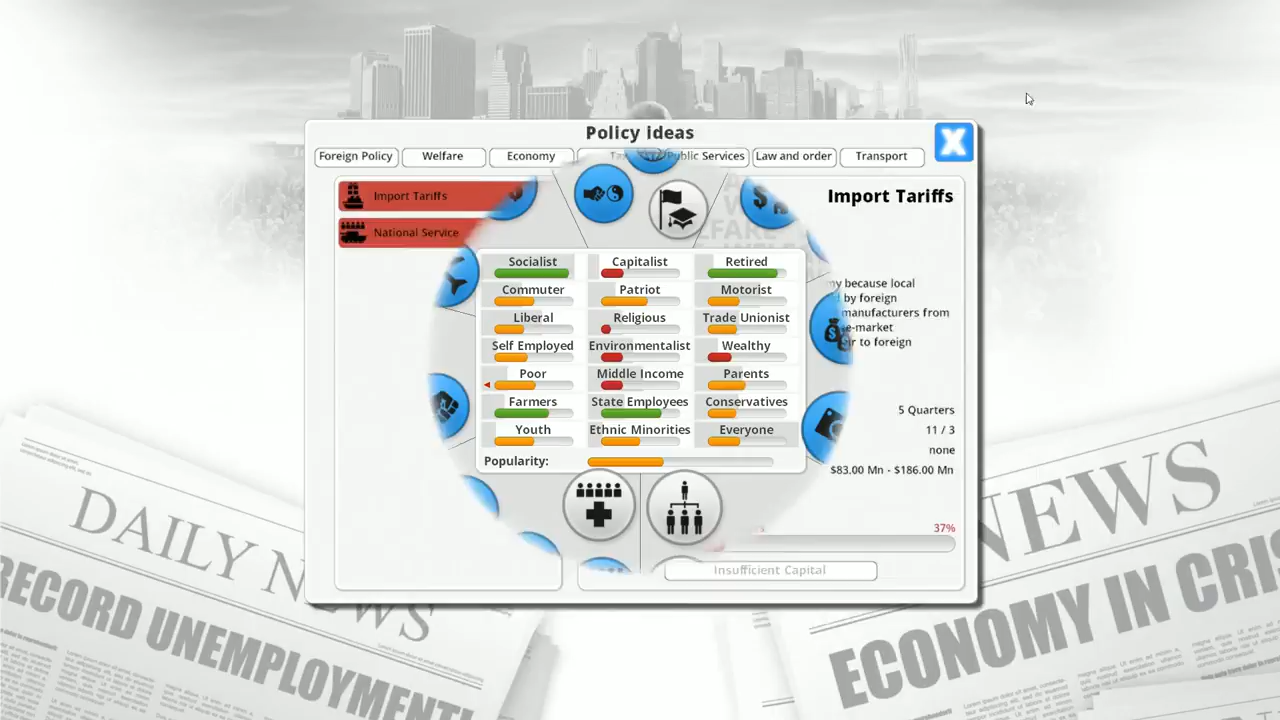 Policy ideas
Foreign Policy
Welfare
Economy
Tax
Public Services
Law and order
Transport
Import Tariffs
National Service
Import Tariffs
Socialist
Capitalist
Retired
Commuter
Patriot
Motorist
Liberal
Religious
Trade Unionist
Self Employed
Environmentalist
Wealthy
Poor
Middle Income
Parents
Farmers
State Employees
Conservatives
Youth
Ethnic Minorities
Everyone
Popularity:
my because local
by foreign
manufacturers from
e-market
to foreign
5 Quarters
11 / 3
none
$83.00 Mn - $186.00 Mn
37%
Insufficient Capital
DAILY NEWS
RECORD UNEMPLOYMENT!
NEWS
ECONOMY IN CRIS